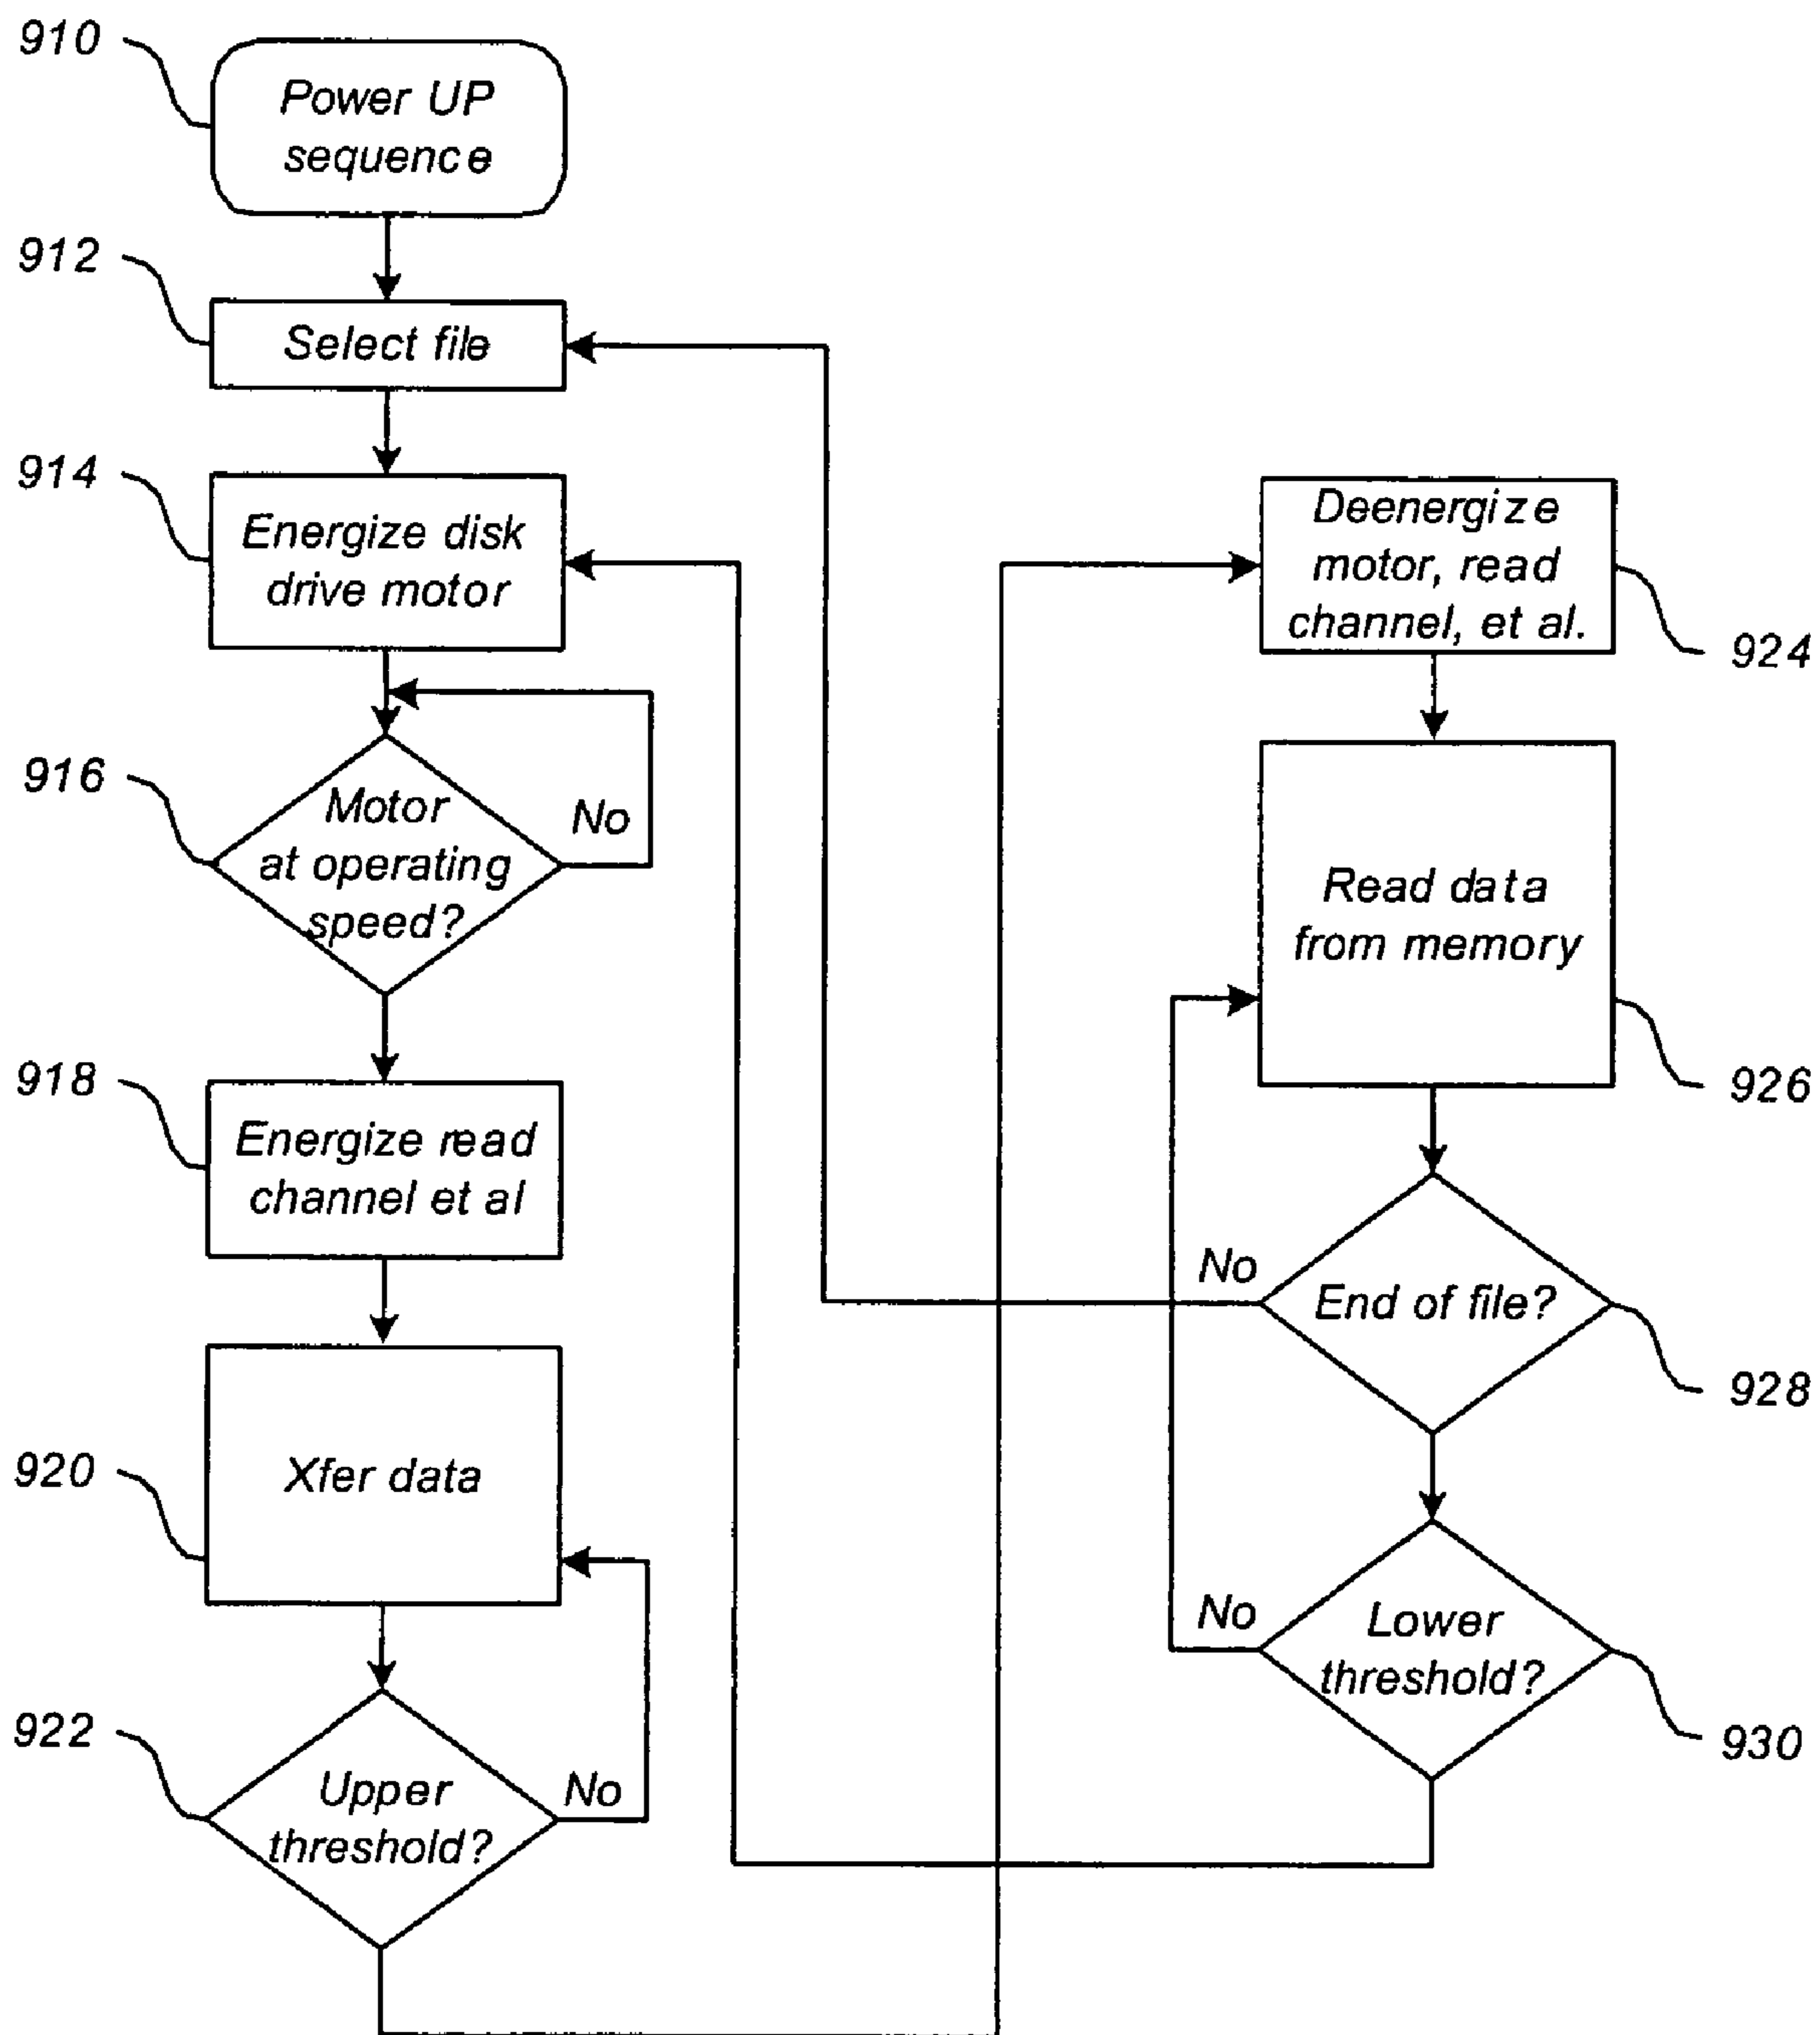 910
Power UP
sequence
912
Select file
914
Energize disk
drive motor
916
Motor
at operating
speed?
No
918
Energize read
channel et al
920
Xfer data
922
Upper
threshold?
No
Deenergize
motor, read
channel, et al.
924
Read data
from memory
926
No
End of file?
928
No
Lower
threshold?
930